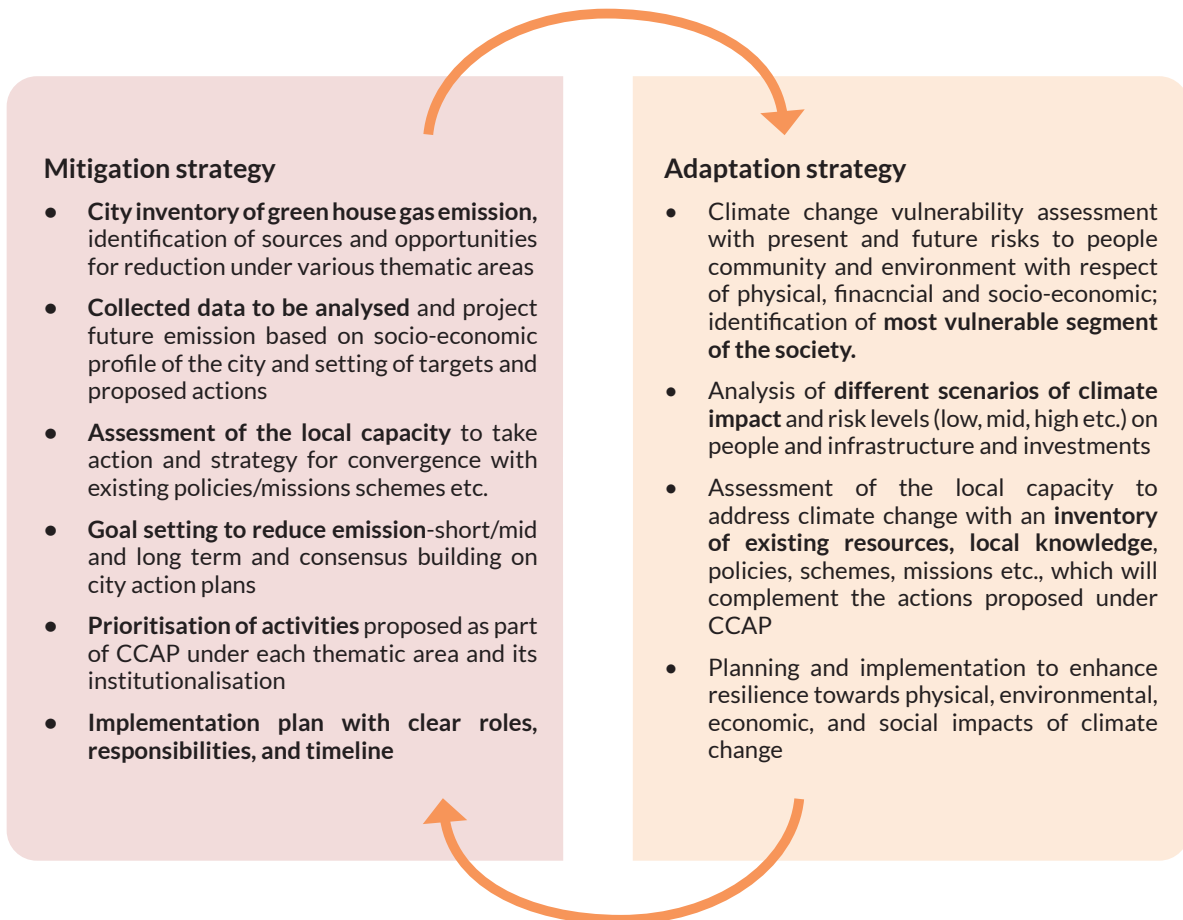 Mitigation strategy
● City inventory of green house gas emission,
identification of sources and opportunities
for reduction under various thematic areas
● Collected data to be analysed and project
future emission based on socio-economic
profile of the city and setting of targets and
proposed actions
● Assessment of the local capacity to take
action and strategy for convergence with
existing policies/missions schemes etc.
● Goal setting to reduce emission-short/mid
and long term and consensus building on
city action plans
● Prioritisation of activities proposed as part
of CCAP under each thematic area and its
institutionalisation
● Implementation plan with clear roles,
responsibilities, and timeline
Adaptation strategy
● Climate change vulnerability assessment
with present and future risks to people
community and environment with respect
of physical, finacncial and socio-economic;
identification of most vulnerable segment
of the society.
● Analysis of different scenarios of climate
impact and risk levels (low, mid, high etc.) on
people and infrastructure and investments
● Assessment of the local capacity to
address climate change with an inventory
of existing resources, local knowledge,
policies, schemes, missions etc., which will
complement the actions proposed under
CCAP
● Planning and implementation to enhance
resilience towards physical, environmental,
economic, and social impacts of climate
change